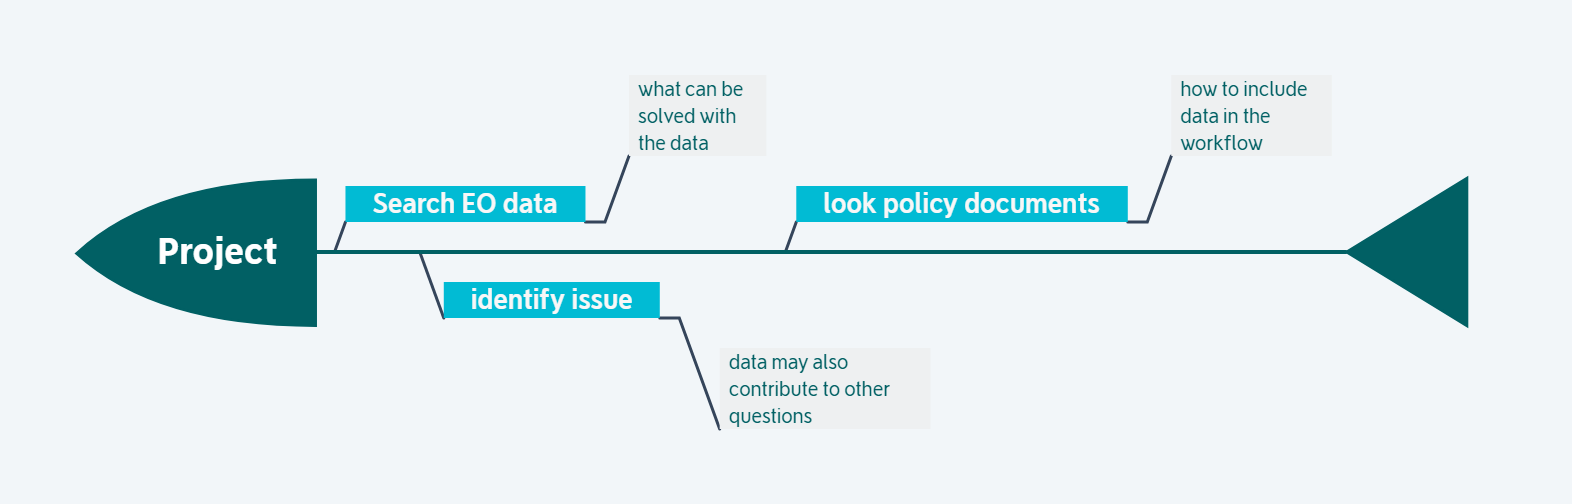 Project
Search EO data
what can be
solved with
the data
identify issue
data may also
contribute to other
questions
look policy documents
how to include
data in the
workflow